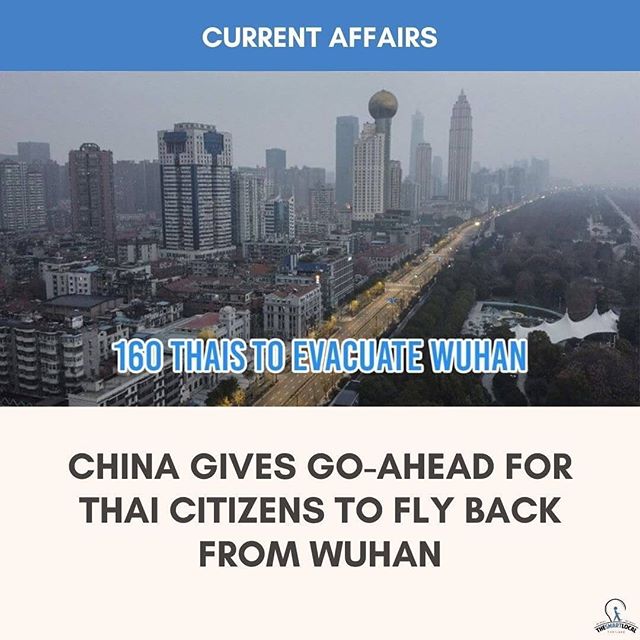 CURRENT AFFAIRS
160 THAIS TO EVACUATE WUHAN
CHINA GIVES GO-AHEAD FOR
THAI CITIZENS TO FLY BACK
FROM WUHAN
THESMARTLOCAL